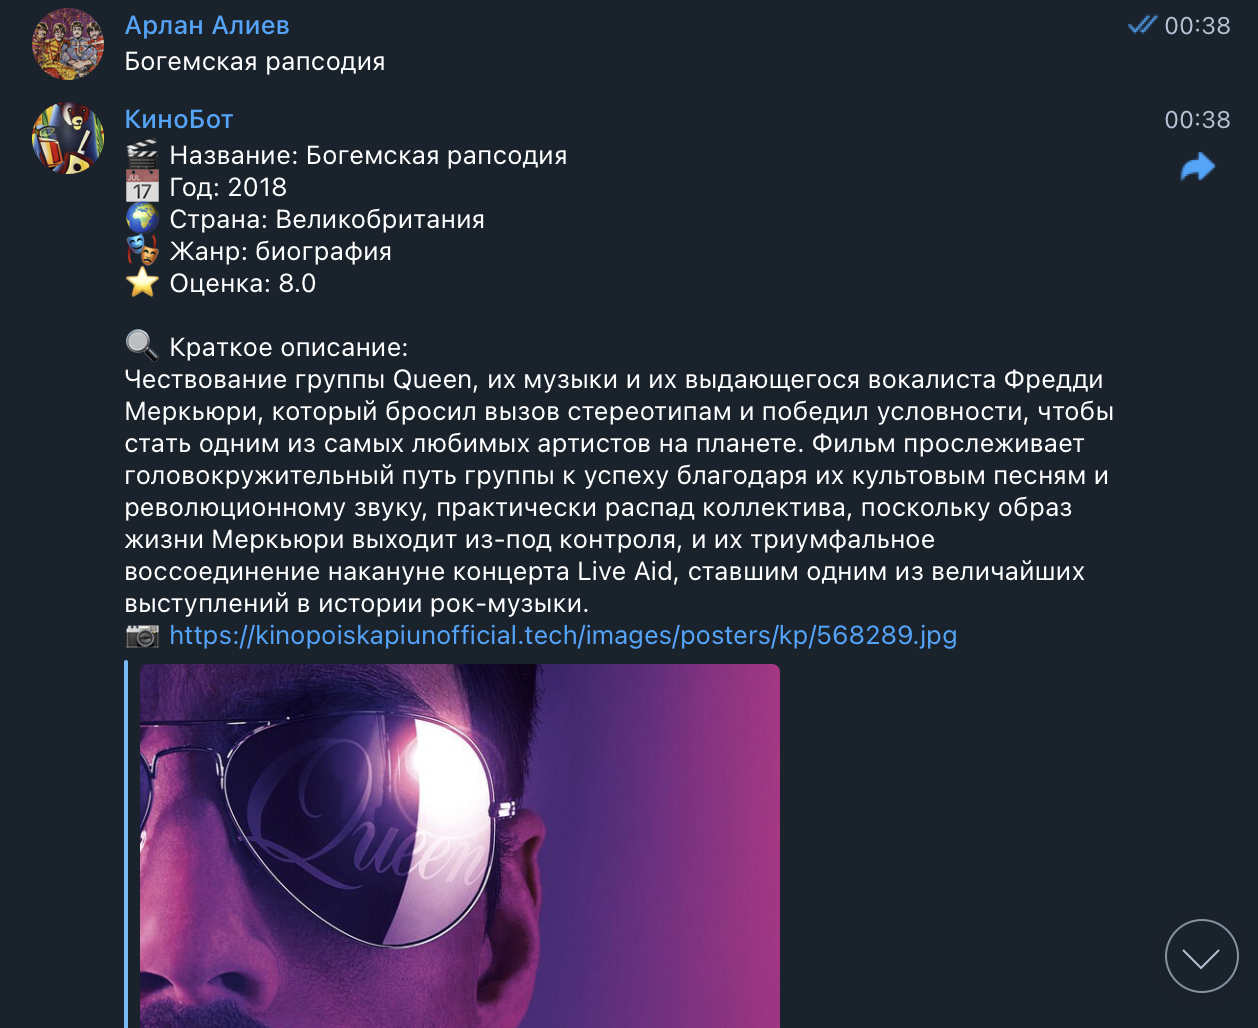 Арлан Алиев 00:38
Богемская рапсодия
КиноБот 00:38
Название: Богемская рапсодия
JUL 17 Год: 2018
Страна: Великобритания
Жанр: биография
Оценка: 8.0
Краткое описание:
Чествование группы Queen, их музыки и их выдающегося вокалиста Фредди
Меркьюри, который бросил вызов стереотипам и победил условности, чтобы
стать одним из самых любимых артистов на планете. Фильм прослеживает
головокружительный путь группы к успеху благодаря их культовым песням и
революционному звуку, практически распад коллектива, поскольку образ
жизни Меркьюри выходит из-под контроля, и их триумфальное
воссоединение накануне концерта Live Aid, ставшим одним из величайших
выступлений в истории рок-музыки.
https://kinopoiskapiunofficial.tech/images/posters/kp/568289.jpg
Queen